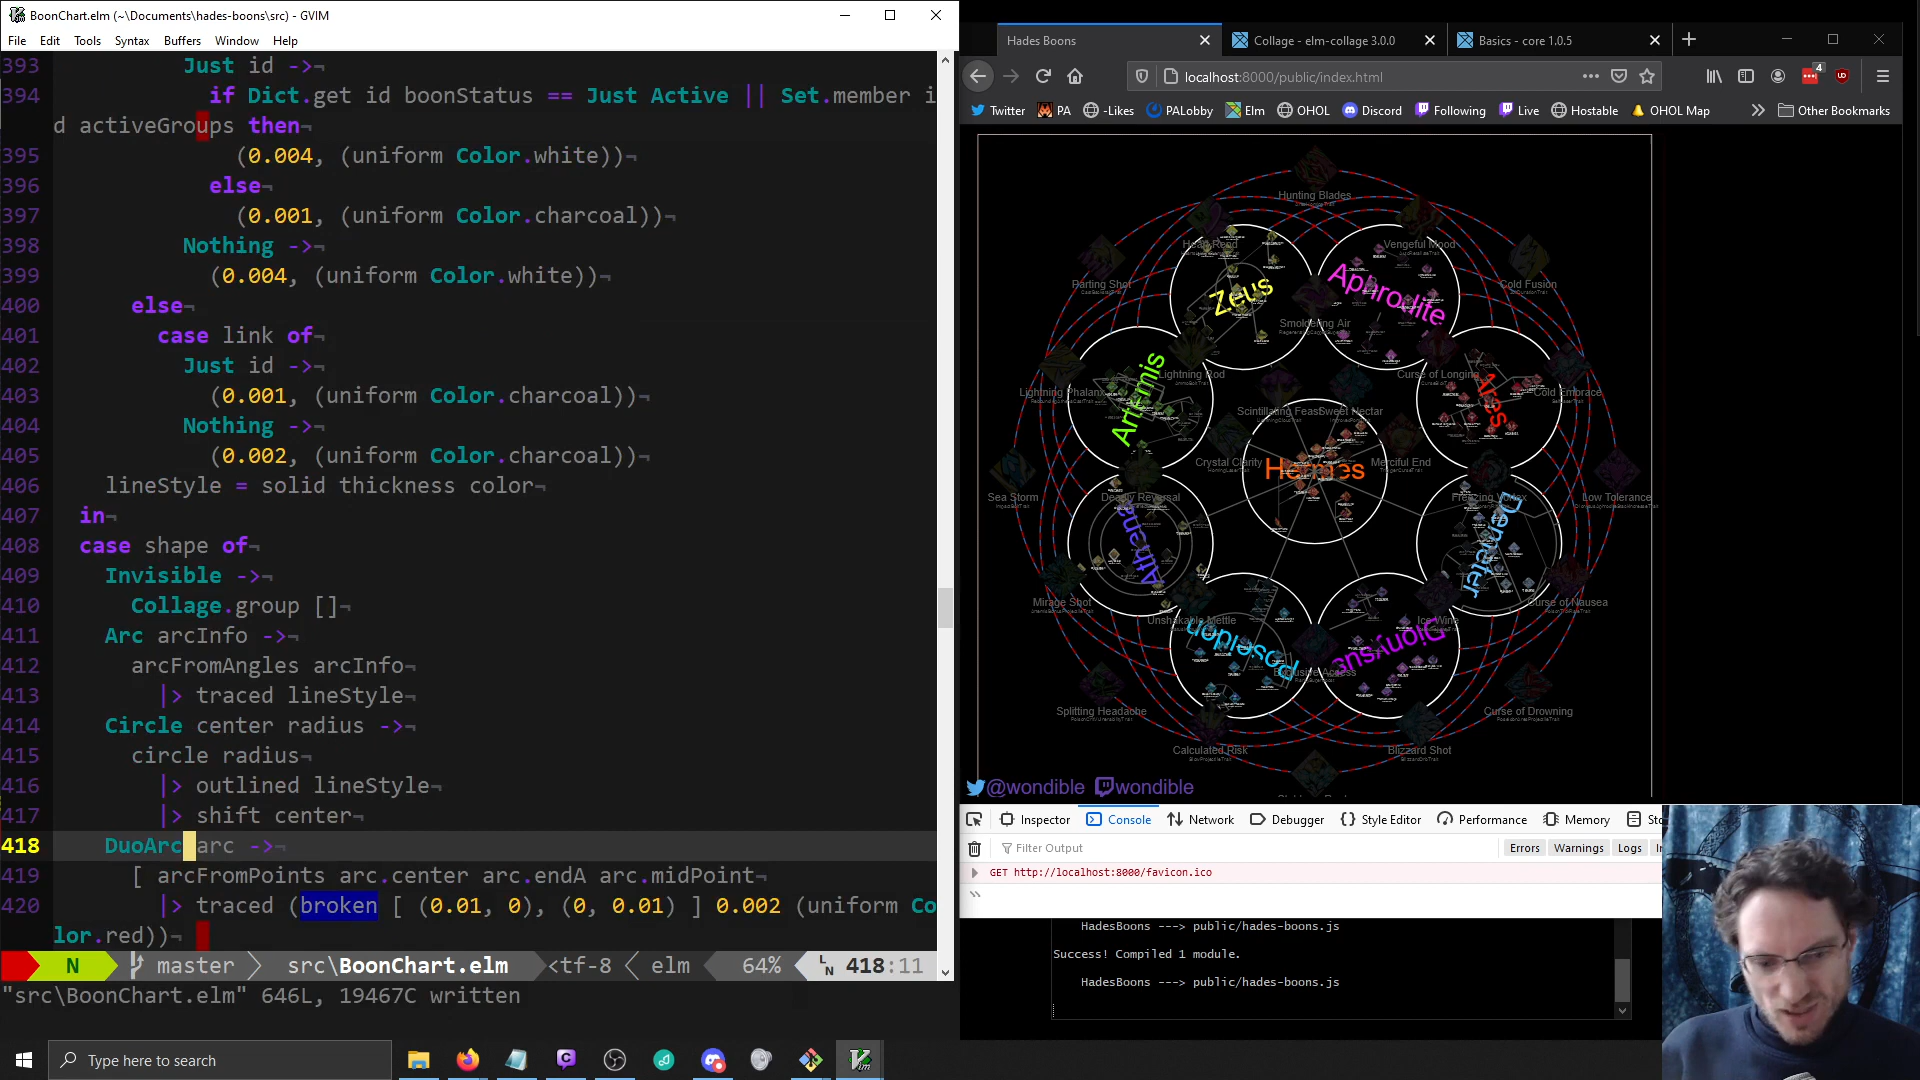 BoonChart.elm (~\Documents\hades-boons\src) - GVIM
File Edit Tools Syntax Buffers Window Help
393 Just id ->¬
394 if Dict.get id boonStatus == Just Active || Set.member i
d activeGroups then¬
395 (0.004, (uniform Color.white))¬
396 else¬
397 (0.001, (uniform Color.charcoal))¬
398 Nothing ->¬
399 (0.004, (uniform Color.white))¬
400 else¬
401 case link of¬
402 Just id ->¬
403 (0.001, (uniform Color.charcoal))¬
404 Nothing ->¬
405 (0.002, (uniform Color.charcoal))¬
406 lineStyle = solid thickness color¬
407 in¬
408 case shape of¬
409 Invisible ->¬
410 Collage.group []¬
411 Arc arcInfo ->¬
412 arcFromAngles arcInfo¬
413 |> traced lineStyle¬
414 Circle center radius ->¬
415 circle radius¬
416 |> outlined lineStyle¬
417 |> shift center¬
418 DuoArc arc ->¬
419 [ arcFromPoints arc.center arc.endA arc.midPoint¬
420 |> traced (broken [ (0.01, 0), (0, 0.01) ] 0.002 (uniform Co
lor.red))¬
N master src\BoonChart.elm <tf-8 elm 64% LN 418:11
"src\BoonChart.elm" 646L, 19467C written
Hades Boons
Collage - elm-collage 3.0.0
Basics - core 1.0.5
localhost:8000/public/index.html
4
Twitter PA -Likes PALobby Elm OHOL Discord Following Live Hostable OHOL Map Other Bookmarks
Hunting Blades
Heart Rend
Vengeful Mood
Parting Shot
Cold Fusion
Zeus
Aphrodite
Smoldering Air
Lightning Rod
Curse of Longing
Lightning Phalanx
Cold Embrace
Artemis
Ares
Scintillating Feast
Sweet Nectar
Crystal Clarity
Hermes
Merciful End
Sea Storm
Deadly Reversal
Freezing Vortex
Low Tolerance
Athena
Demeter
Mirage Shot
Curse of Nausea
Unshakable Mettle
Ice Wine
Poseidon
Dionysus
Exclusive Access
Splitting Headache
Curse of Drowning
Calculated Risk
Blizzard Shot
@wondible wondible
Inspector Console Network Debugger Style Editor Performance Memory Sto
Filter Output
Errors Warnings Logs
GET http://localhost:8000/favicon.ico
HadesBoons ---> public/hades-boons.js
Success! Compiled 1 module.
HadesBoons ---> public/hades-boons.js
Type here to search